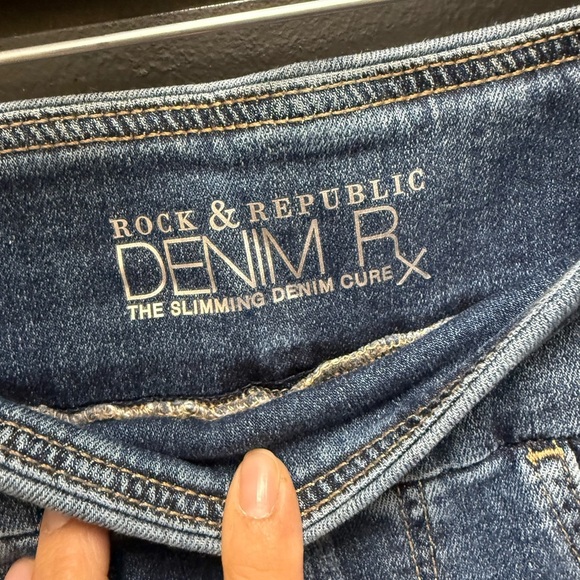 ROCK & REPUBLIC
DENIM Rx
THE SLIMMING DENIM CURE